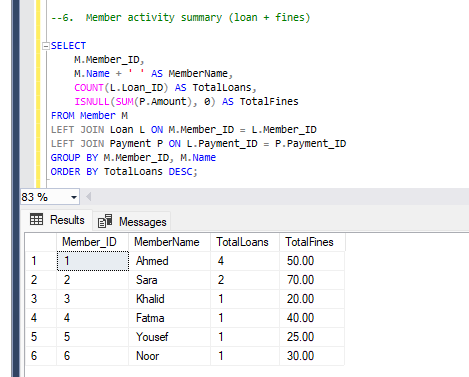 --6. Member activity summary (loan + fines)
SELECT
M.Member_ID,
M.Name + ' ' AS MemberName,
COUNT(L.Loan_ID) AS TotalLoans,
ISNULL(SUM(P.Amount), 0) AS TotalFines
FROM Member M
LEFT JOIN Loan L ON M.Member_ID = L.Member_ID
LEFT JOIN Payment P ON L.Payment_ID = P.Payment_ID
GROUP BY M.Member_ID, M.Name
ORDER BY TotalLoans DESC;
83 %
Results Messages
Member_ID MemberName TotalLoans TotalFines
1 1 Ahmed 4 50.00
2 2 Sara 2 70.00
3 3 Khalid 1 20.00
4 4 Fatma 1 40.00
5 5 Yousef 1 25.00
6 6 Noor 1 30.00